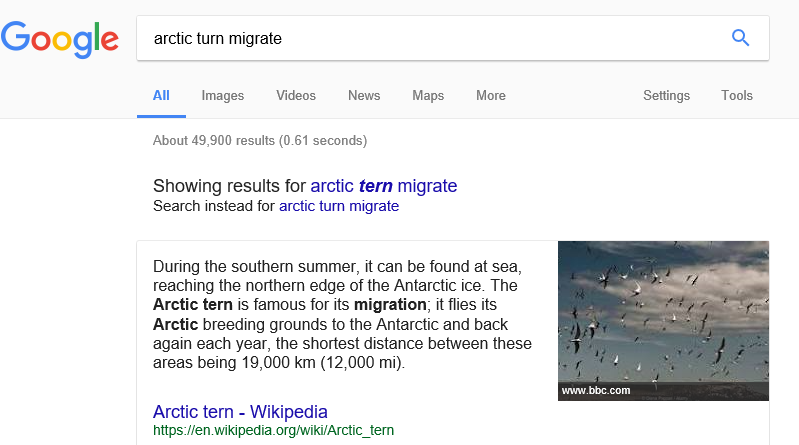 Google
arctic turn migrate
All Images Videos News Maps More Settings Tools
About 49,900 results (0.61 seconds)
Showing results for arctic tern migrate
Search instead for arctic turn migrate
During the southern summer, it can be found at sea,
reaching the northern edge of the Antarctic ice. The
Arctic tern is famous for its migration; it flies its
Arctic breeding grounds to the Antarctic and back
again each year, the shortest distance between these
areas being 19,000 km (12,000 mi).
www.bbc.com
Arctic tern - Wikipedia
https://en.wikipedia.org/wiki/Arctic_tern